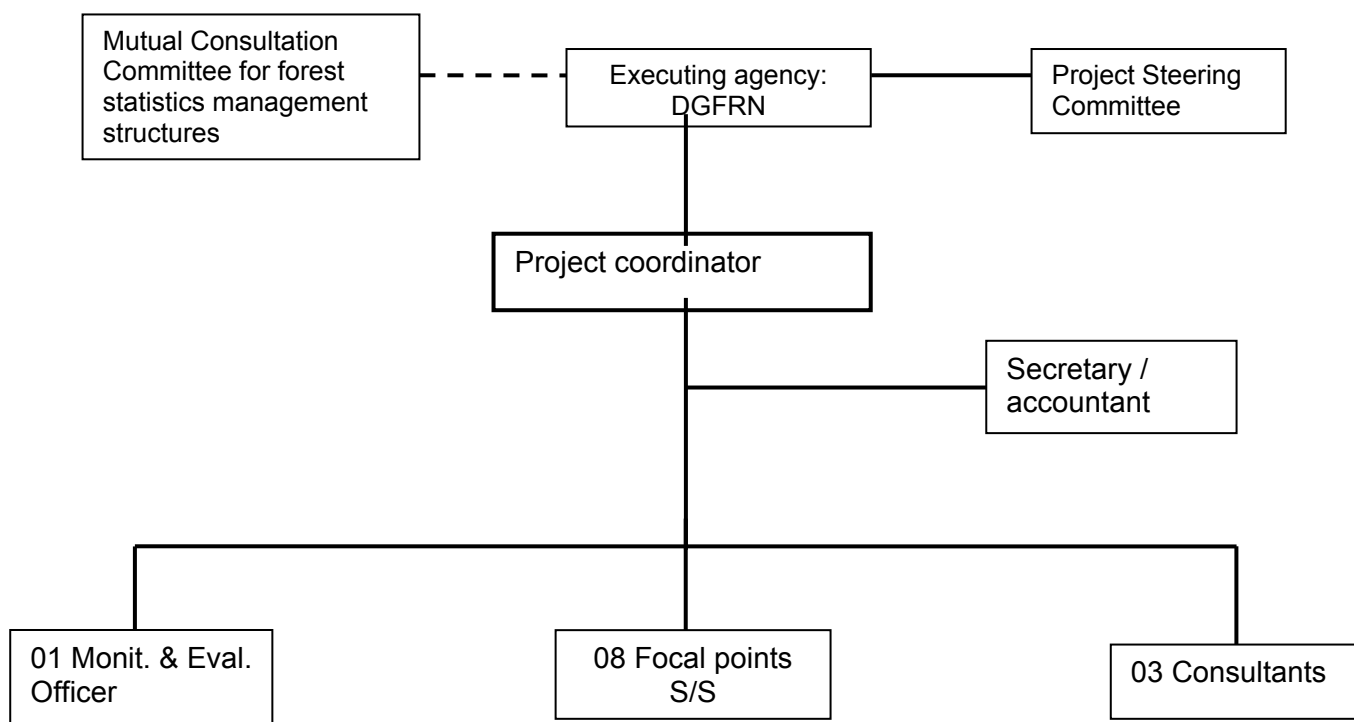 Mutual Consultation
Committee for forest
statistics management
structures
Executing agency:
DGFRN
Project Steering
Committee
Project coordinator
Secretary /
accountant
01 Monit. & Eval.
Officer
08 Focal points
S/S
03 Consultants